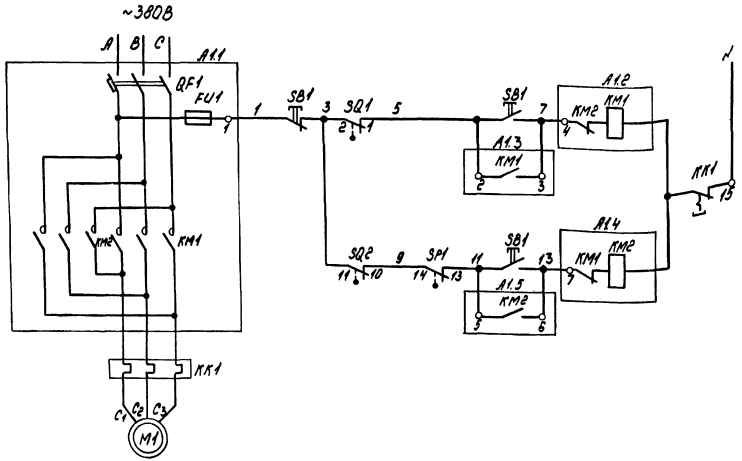 ~380В
A B C
A1.1
QF1
FU1
1
1
SB1
3
SQ1
2 1
5
SB1
7
A1.2
4
KM2
KM1
N
A1.3
KM1
2 3
KK1
15
KM2
KM1
SQ2
11 10
9
SP1
14 13
11
SB1
13
A1.4
7
KM1
KM2
A1.5
KM2
5 6
KK1
C1 C2 C3
M1